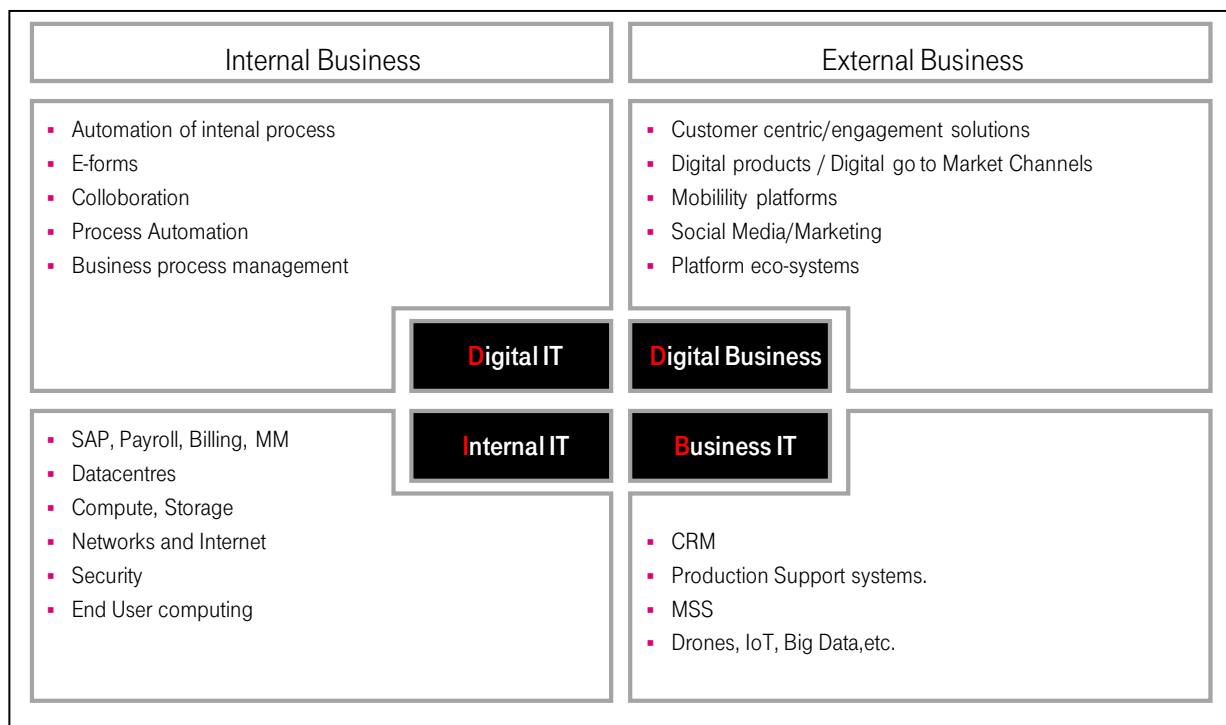 Internal Business
External Business
▪ Automation of intenal process
▪ E-forms
▪ Colloboration
▪ Process Automation
▪ Business process management
▪ Customer centric/engagement solutions
▪ Digital products / Digital go to Market Channels
▪ Mobilility platforms
▪ Social Media/Marketing
▪ Platform eco-systems
Digital IT
Digital Business
Internal IT
Business IT
▪ SAP, Payroll, Billing, MM
▪ Datacentres
▪ Compute, Storage
▪ Networks and Internet
▪ Security
▪ End User computing
▪ CRM
▪ Production Support systems.
▪ MSS
▪ Drones, IoT, Big Data,etc.